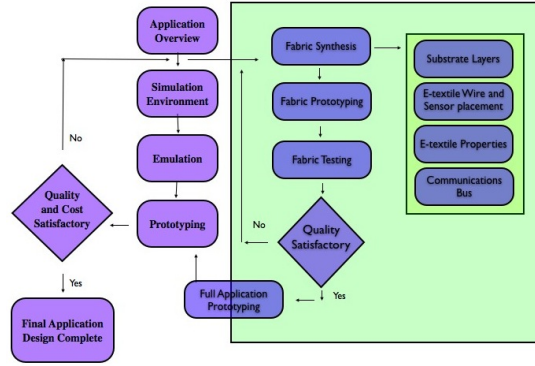 Application
Overview
Simulation
Environment
Emulation
Prototyping
No
Quality
and Cost
Satisfactory
Yes
Final Application
Design Complete
Fabric Synthesis
Fabric Prototyping
Fabric Testing
No
Quality
Satisfactory
Yes
Full Application
Prototyping
Substrate Layers
E-textile Wire and
Sensor placement
E-textile Properties
Communications
Bus